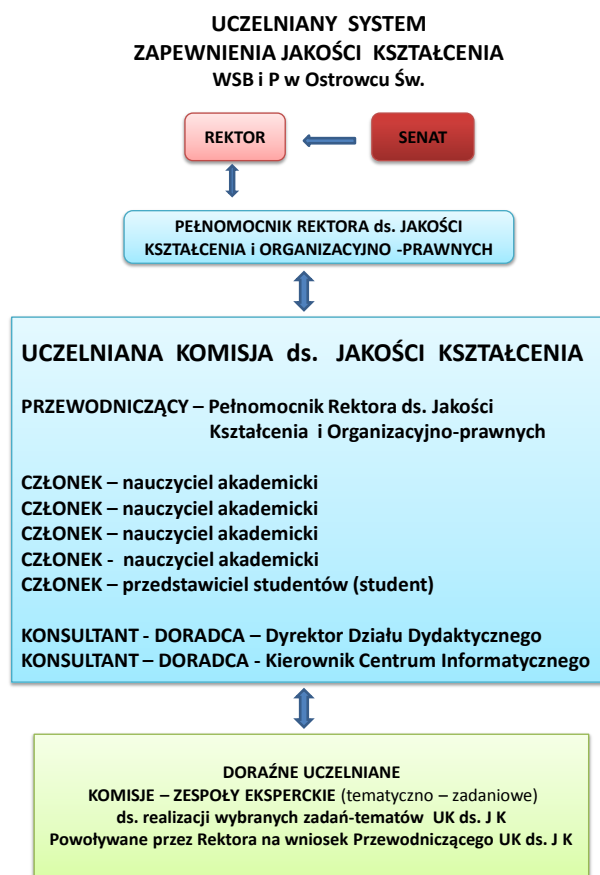 UCZELNIANY SYSTEM
ZAPEWNIENIA JAKOŚCI KSZTAŁCENIA
WSB i P w Ostrowcu Św.
REKTOR
SENAT
PEŁNOMOCNIK REKTORA ds. JAKOŚCI
KSZTAŁCENIA i ORGANIZACYJNO -PRAWNYCH
UCZELNIANA KOMISJA ds. JAKOŚCI KSZTAŁCENIA
PRZEWODNICZĄCY – Pełnomocnik Rektora ds. Jakości
Kształcenia i Organizacyjno-prawnych
CZŁONEK – nauczyciel akademicki
CZŁONEK – nauczyciel akademicki
CZŁONEK – nauczyciel akademicki
CZŁONEK - nauczyciel akademicki
CZŁONEK – przedstawiciel studentów (student)
KONSULTANT - DORADCA – Dyrektor Działu Dydaktycznego
KONSULTANT – DORADCA - Kierownik Centrum Informatycznego
DORAŹNE UCZELNIANE
KOMISJE – ZESPOŁY EKSPERCKIE (tematyczno – zadaniowe)
ds. realizacji wybranych zadań-tematów UK ds. J K
Powoływane przez Rektora na wniosek Przewodniczącego UK ds. J K